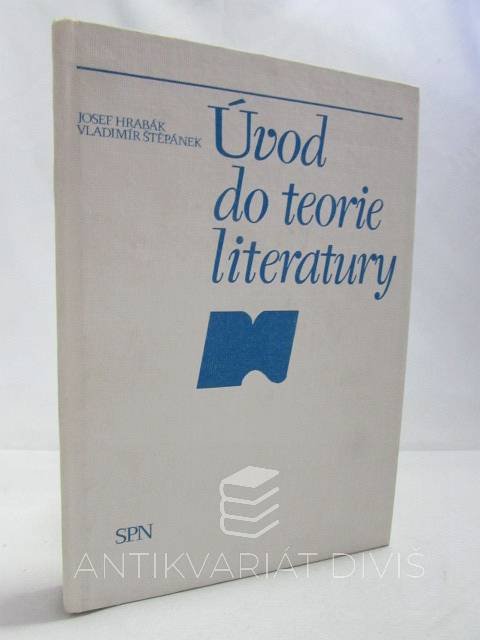 JOSEF HRABÁK
VLADIMÍR ŠTĚPÁNEK
Úvod
do teorie
literatury
SPN
ANTIKVARIÁT DIVIŠ